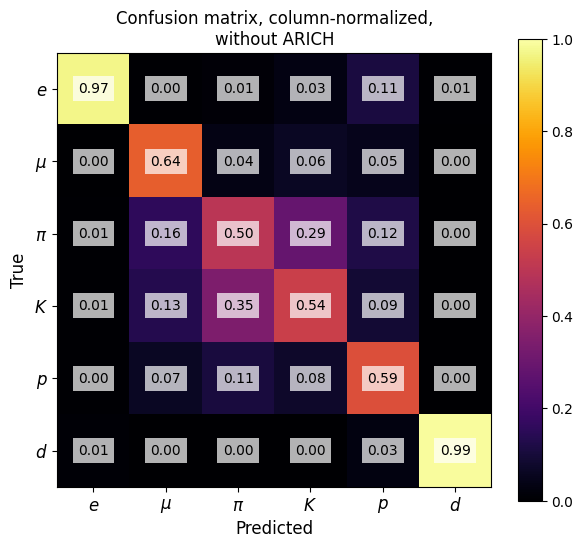 Confusion matrix, column-normalized,
without ARICH
True
e 0.97 0.00 0.01 0.03 0.11 0.01
μ 0.00 0.64 0.04 0.06 0.05 0.00
π 0.01 0.16 0.50 0.29 0.12 0.00
K 0.01 0.13 0.35 0.54 0.09 0.00
p 0.00 0.07 0.11 0.08 0.59 0.00
d 0.01 0.00 0.00 0.00 0.03 0.99
e μ π K p d
Predicted
1.0
0.8
0.6
0.4
0.2
0.0